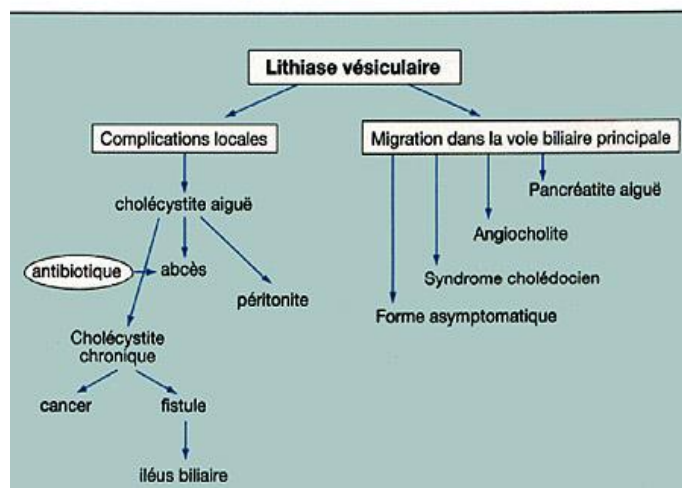 Lithiase vésiculaire
Complications locales
Migration dans la voie biliaire principale
cholécystite aiguë
Pancréatite aiguë
Angiocholite
antibiotique
abcès
Syndrome cholédocien
péritonite
Forme asymptomatique
Cholécystite
chronique
cancer
fistule
iléus biliaire